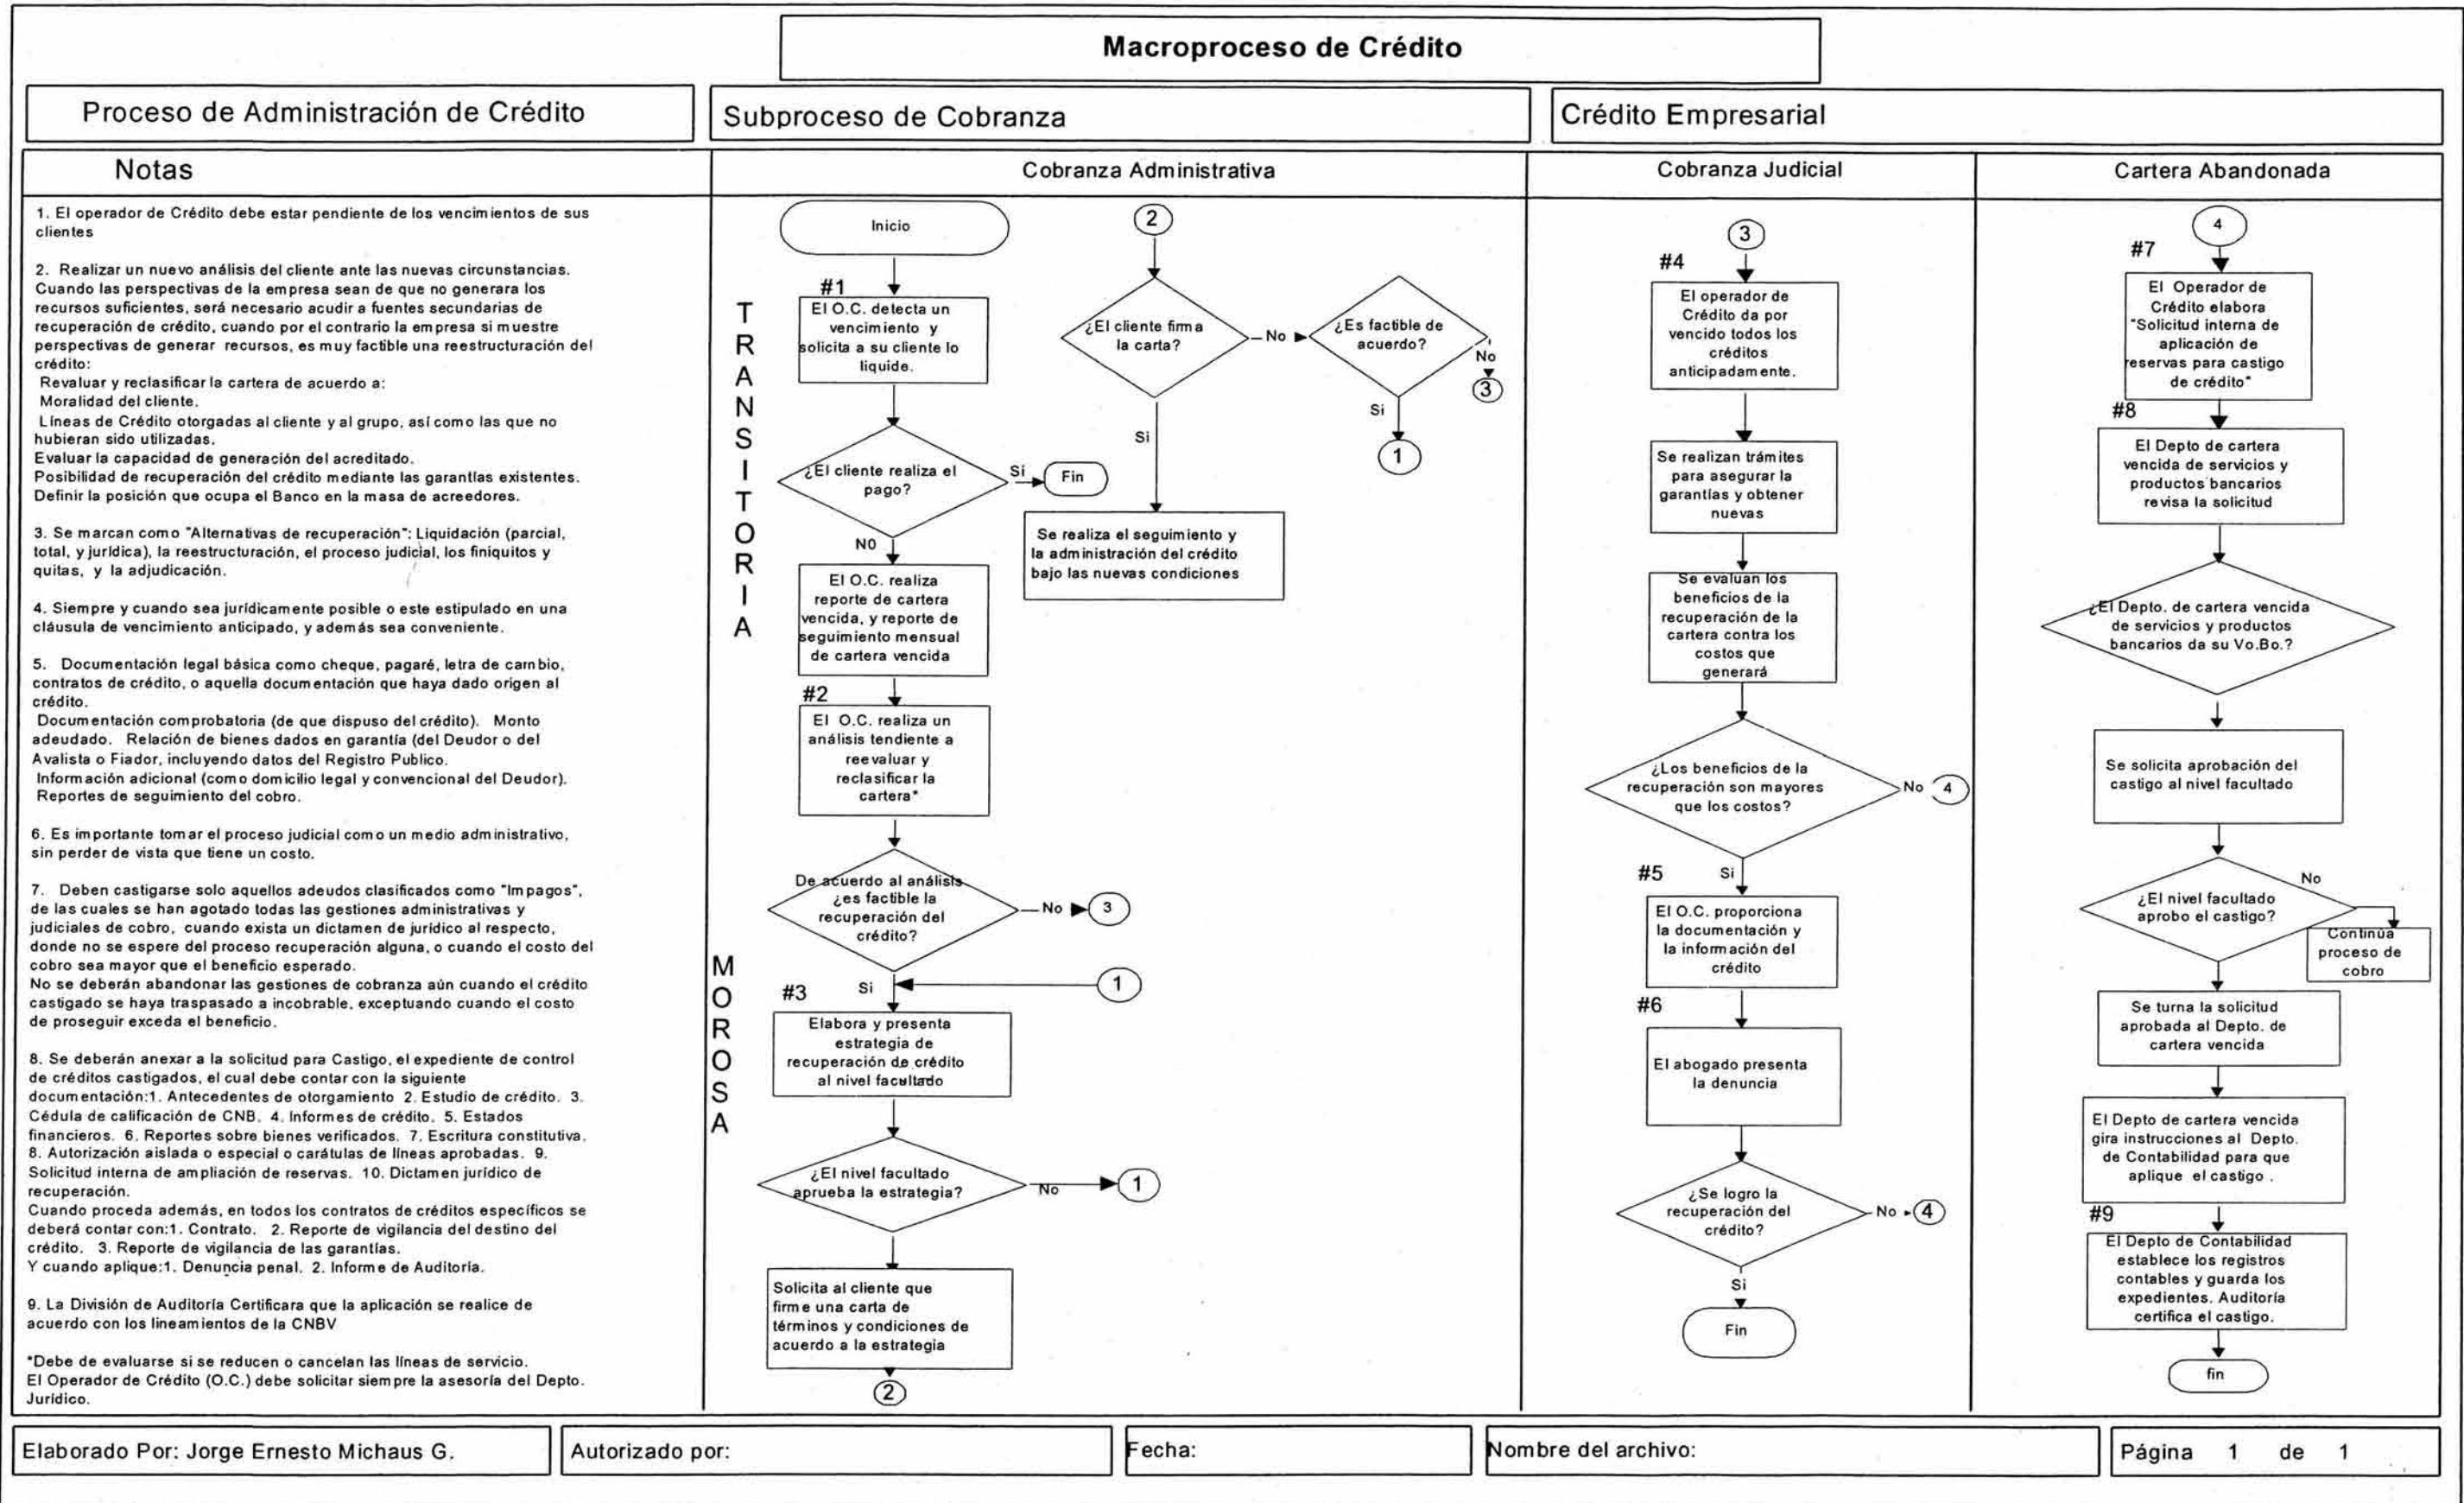 Macroproceso de Crédito
Proceso de Administración de Crédito
Subproceso de Cobranza
Crédito Empresarial
Notas
Cobranza Administrativa
Cobranza Judicial
Cartera Abandonada
1. El operador de Crédito debe estar pendiente de los vencimientos de sus
clientes
2. Realizar un nuevo análisis del cliente ante las nuevas circunstancias.
Cuando las perspectivas de la empresa sean de que no generara los
recursos suficientes, será necesario acudir a fuentes secundarias de
recuperación de crédito, cuando por el contrario la empresa si muestre
perspectivas de generar recursos, es muy factible una reestructuración del
crédito:
Revaluar y reclasificar la cartera de acuerdo a:
Moralidad del cliente.
Líneas de Crédito otorgadas al cliente y al grupo, así como las que no
hubieran sido utilizadas.
Evaluar la capacidad de generación del acreditado.
Posibilidad de recuperación del crédito mediante las garantías existentes.
Definir la posición que ocupa el Banco en la masa de acreedores.
3. Se marcan como "Alternativas de recuperación": Liquidación (parcial,
total, y jurídica), la reestructuración, el proceso judicial, los finiquitos y
quitas, y la adjudicación.
4. Siempre y cuando sea jurídicamente posible o este estipulado en una
cláusula de vencimiento anticipado, y además sea conveniente.
5. Documentación legal básica como cheque, pagaré, letra de cambio,
contratos de crédito, o aquella documentación que haya dado origen al
crédito.
Documentación comprobatoria (de que dispuso del crédito). Monto
adeudado. Relación de bienes dados en garantía (del Deudor o del
Avalista o Fiador, incluyendo datos del Registro Publico.
Información adicional (como domicilio legal y convencional del Deudor).
Reportes de seguimiento del cobro.
6. Es importante tomar el proceso judicial como un medio administrativo,
sin perder de vista que tiene un costo.
7. Deben castigarse solo aquellos adeudos clasificados como "Impagos",
de las cuales se han agotado todas las gestiones administrativas y
judiciales de cobro, cuando exista un dictamen de jurídico al respecto,
donde no se espere del proceso recuperación alguna, o cuando el costo del
cobro sea mayor que el beneficio esperado.
No se deberán abandonar las gestiones de cobranza aún cuando el crédito
castigado se haya traspasado a incobrable, exceptuando cuando el costo
de proseguir exceda el beneficio.
8. Se deberán anexar a la solicitud para Castigo, el expediente de control
de créditos castigados, el cual debe contar con la siguiente
documentación:1. Antecedentes de otorgamiento 2. Estudio de crédito. 3.
Cédula de calificación de CNB. 4. Informes de crédito. 5. Estados
financieros. 6. Reportes sobre bienes verificados. 7. Escritura constitutiva.
8. Autorización aislada o especial o carátulas de líneas aprobadas. 9.
Solicitud interna de ampliación de reservas. 10. Dictamen jurídico de
recuperación.
Cuando proceda además, en todos los contratos de créditos específicos se
deberá contar con:1. Contrato. 2. Reporte de vigilancia del destino del
crédito. 3. Reporte de vigilancia de las garantías.
Y cuando aplique:1. Denuncia penal. 2. Informe de Auditoría.
9. La División de Auditoría Certificara que la aplicación se realice de
acuerdo con los lineamientos de la CNBV
*Debe de evaluarse si se reducen o cancelan las líneas de servicio.
El Operador de Crédito (O.C.) debe solicitar siempre la asesoría del Depto.
Jurídico.
TRANSITORIA
MOROSA
Inicio
#1
El O.C. detecta un
vencimiento y
solicita a su cliente lo
liquide.
¿El cliente realiza el
pago?
Si
Fin
NO
El O.C. realiza
reporte de cartera
vencida, y reporte de
seguimiento mensual
de cartera vencida
#2
El O.C. realiza un
análisis tendiente a
reevaluar y
reclasificar la
cartera*
De acuerdo al análisis
¿es factible la
recuperación del
crédito?
No
3
Si
1
#3
Elabora y presenta
estrategia de
recuperación de crédito
al nivel facultado
¿El nivel facultado
aprueba la estrategia?
No
1
Solicita al cliente que
firme una carta de
términos y condiciones de
acuerdo a la estrategia
2
2
¿El cliente firma
la carta?
No
¿Es factible de
acuerdo?
No
3
Si
1
Si
Se realiza el seguimiento y
la administración del crédito
bajo las nuevas condiciones
3
#4
El operador de
Crédito da por
vencido todos los
créditos
anticipadamente.
Se realizan trámites
para asegurar la
garantías y obtener
nuevas
Se evaluan los
beneficios de la
recuperación de la
cartera contra los
costos que
generará
¿Los beneficios de la
recuperación son mayores
que los costos?
No
4
Si
#5
El O.C. proporciona
la documentación y
la información del
crédito
#6
El abogado presenta
la denuncia
¿Se logro la
recuperación del
crédito?
No
4
Si
Fin
4
#7
El Operador de
Crédito elabora
"Solicitud interna de
aplicación de
reservas para castigo
de crédito"
#8
El Depto de cartera
vencida de servicios y
productos bancarios
revisa la solicitud
¿El Depto. de cartera vencida
de servicios y productos
bancarios da su Vo.Bo.?
Se solicita aprobación del
castigo al nivel facultado
¿El nivel facultado
aprobo el castigo?
No
Continúa
proceso de
cobro
Se turna la solicitud
aprobada al Depto. de
cartera vencida
El Depto de cartera vencida
gira instrucciones al Depto.
de Contabilidad para que
aplique el castigo .
#9
El Depto de Contabilidad
establece los registros
contables y guarda los
expedientes. Auditoría
certifica el castigo.
fin
Elaborado Por: Jorge Ernesto Michaus G.
Autorizado por:
Fecha:
Nombre del archivo:
Página 1 de 1